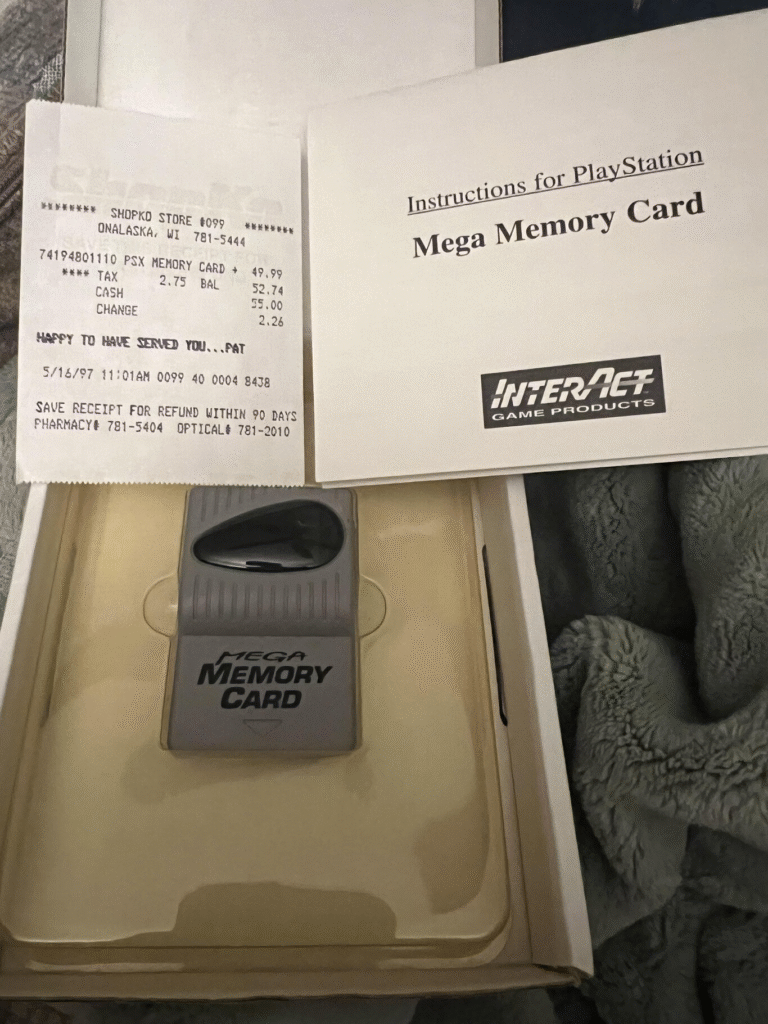 ******** SHOPKO STORE #099 ********
ONALASKA, WI 781-5444
74194801110 PSX MEMORY CARD + 49.99
**** TAX 2.75 BAL 52.74
CASH 55.00
CHANGE 2.26
HAPPY TO HAVE SERVED YOU...PAT
5/16/97 11:01AM 0099 40 0004 8438
SAVE RECEIPT FOR REFUND WITHIN 90 DAYS
PHARMACY# 781-5404 OPTICAL# 781-2010
Instructions for PlayStation
Mega Memory Card
INTERACT
GAME PRODUCTS
MEGA
MEMORY
CARD